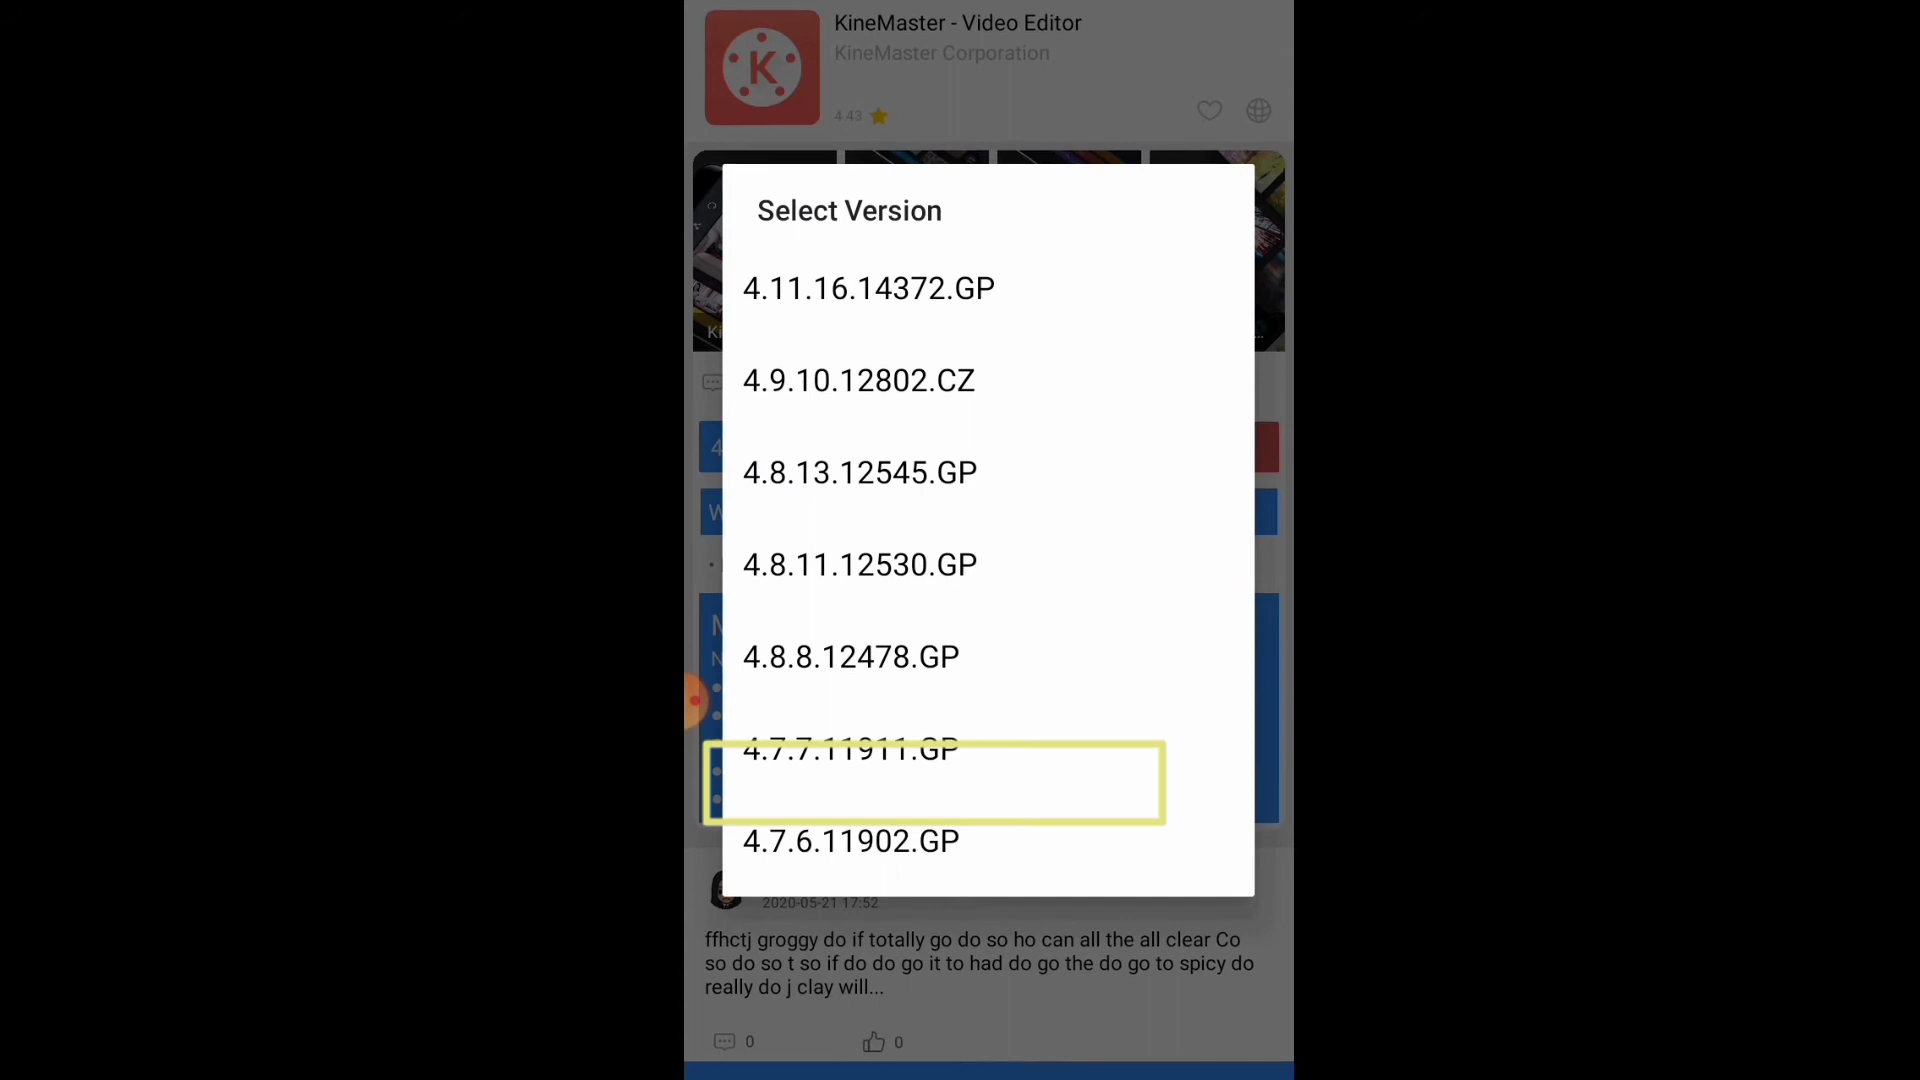 KineMaster - Video Editor
KineMaster Corporation
4.43
Select Version
4.11.16.14372.GP
4.9.10.12802.CZ
4.8.13.12545.GP
4.8.11.12530.GP
4.8.8.12478.GP
4.7.7.11911.GP
4.7.6.11902.GP
2020-05-21 17:52
ffhctj groggy do if totally go do so ho can all the all clear Co
so do so t so if do do go it to had do go the do go to spicy do
really do j clay will...
0
0